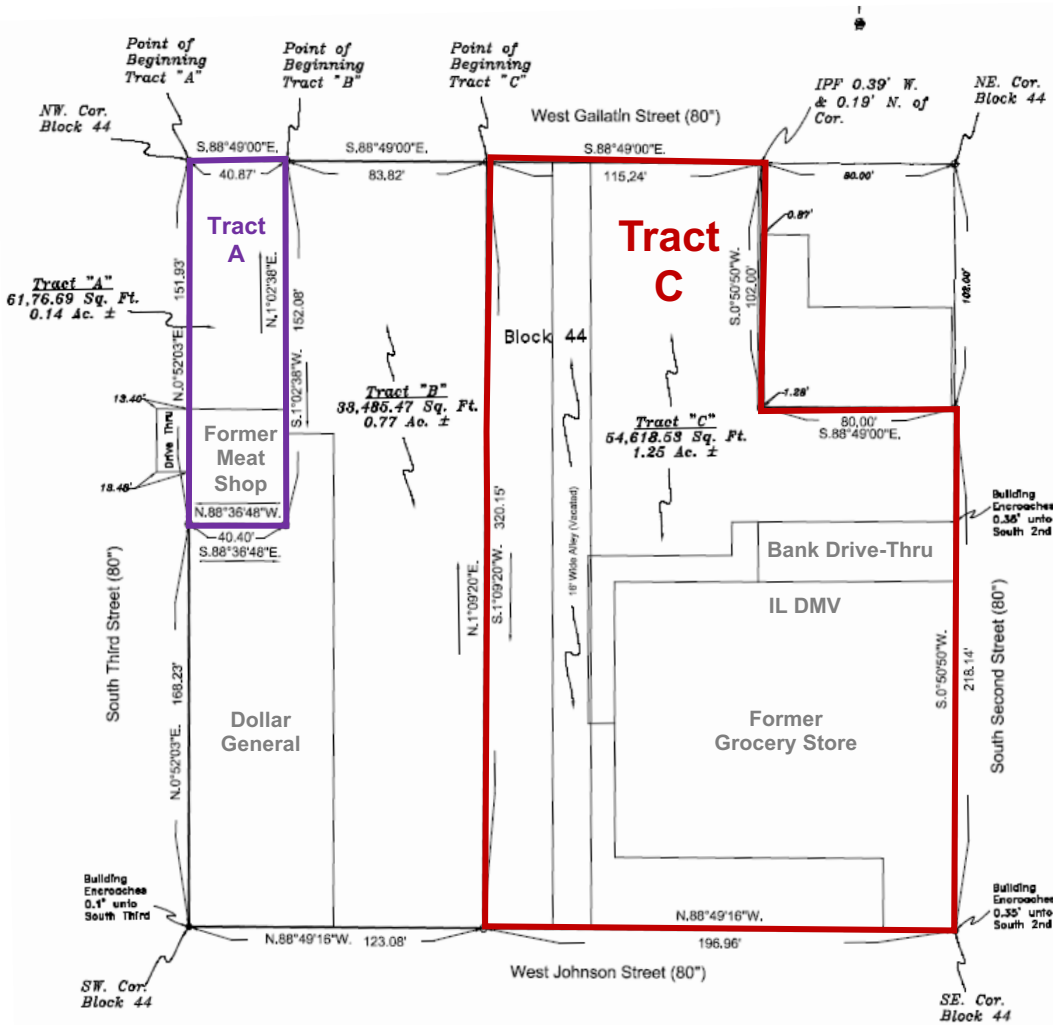 Point of
Beginning
Tract "A"
Point of
Beginning
Tract "B"
Point of
Beginning
Tract "C"
IPF 0.39' W.
& 0.19' N. of
Cor.
NE. Cor.
Block 44
NW. Cor.
Block 44
West Gallatin Street (80")
S.88°49'00"E.
S.88°49'00"E.
S.88°49'00"E.
40.87'
83.82'
115.24'
80.00'
0.87'
Tract
A
Tract
C
N.1°02'38"E.
151.93'
152.08'
S.0°50'50"W.
102.00'
102.00'
Tract "A"
61,76.69 Sq. Ft.
0.14 Ac. ±
N.0°52'03"E.
S.1°02'38"W.
Block 44
Tract "B"
33,485.47 Sq. Ft.
0.77 Ac. ±
Tract "C"
54,618.53 Sq. Ft.
1.25 Ac. ±
1.28'
80.00'
S.88°49'00"E.
13.40'
Drive Thru
Former
Meat
Shop
18.48'
N.88°36'48"W.
40.40'
S.88°36'48"E.
320.15'
16' Wide Alley (Vacated)
Building
Encroaches
0.38' unto
South 2nd
Bank Drive-Thru
IL DMV
N.1°09'20"E.
S.1°09'20"W.
South Third Street (80")
168.23'
N.0°52'03"E.
Dollar
General
Former
Grocery Store
S.0°50'50"W.
218.14'
South Second Street (80")
Building
Encroaches
0.1" unto
South Third
Building
Encroaches
0.35' unto
South 2nd
N.88°49'16"W.
123.08'
N.88°49'16"W.
196.96'
West Johnson Street (80")
SW. Cor.
Block 44
SE. Cor.
Block 44